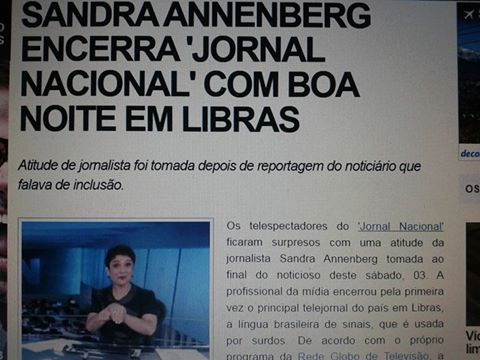 SANDRA ANNENBERG
ENCERRA 'JORNAL
NACIONAL' COM BOA
NOITE EM LIBRAS
Atitude de jornalista foi tomada depois de reportagem do noticiário que
falava de inclusão.
Os telespectadores do 'Jornal Nacional'
ficaram surpresos com uma atitude da
jornalista Sandra Annenberg tomada ao
final do noticioso deste sábado, 03. A
profissional da mídia encerrou pela primeira
vez o principal telejornal do país em Libras,
a língua brasileira de sinais, que é usada
por surdos. De acordo com o próprio
programa da Rede Globo de Televisão, a
deco
OS